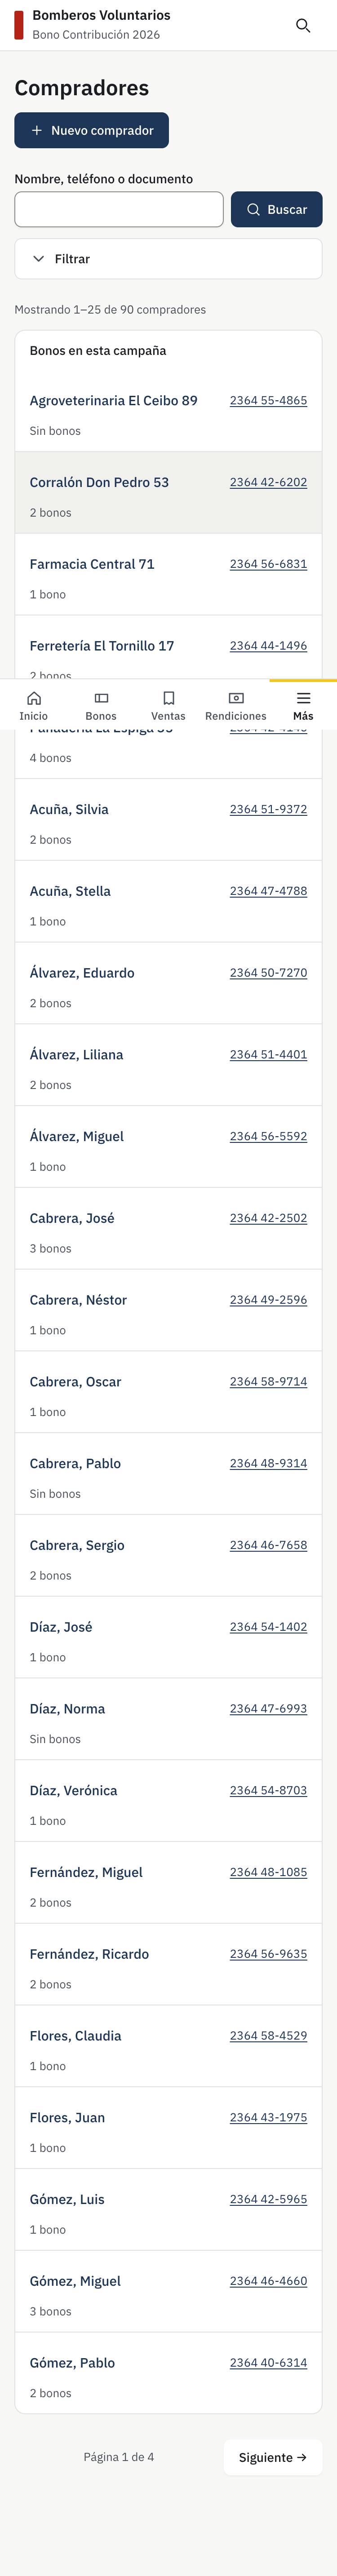 Bomberos Voluntarios
Bono Contribución 2026
Compradores
Nuevo comprador
Nombre, teléfono o documento
Buscar
Filtrar
Mostrando 1–25 de 90 compradores
Bonos en esta campaña
Agroveterinaria El Ceibo 89 2364 55-4865
Sin bonos
Corralón Don Pedro 53 2364 42-6202
2 bonos
Farmacia Central 71 2364 56-6831
1 bono
Ferretería El Tornillo 17 2364 44-1496
2 bonos
Inicio Bonos Ventas Rendiciones Más
Panadería La Espiga
4 bonos
Acuña, Silvia 2364 51-9372
2 bonos
Acuña, Stella 2364 47-4788
1 bono
Álvarez, Eduardo 2364 50-7270
2 bonos
Álvarez, Liliana 2364 51-4401
2 bonos
Álvarez, Miguel 2364 56-5592
1 bono
Cabrera, José 2364 42-2502
3 bonos
Cabrera, Néstor 2364 49-2596
1 bono
Cabrera, Oscar 2364 58-9714
1 bono
Cabrera, Pablo 2364 48-9314
Sin bonos
Cabrera, Sergio 2364 46-7658
2 bonos
Díaz, José 2364 54-1402
1 bono
Díaz, Norma 2364 47-6993
Sin bonos
Díaz, Verónica 2364 54-8703
1 bono
Fernández, Miguel 2364 48-1085
2 bonos
Fernández, Ricardo 2364 56-9635
2 bonos
Flores, Claudia 2364 58-4529
1 bono
Flores, Juan 2364 43-1975
1 bono
Gómez, Luis 2364 42-5965
1 bono
Gómez, Miguel 2364 46-4660
3 bonos
Gómez, Pablo 2364 40-6314
2 bonos
Página 1 de 4
Siguiente →